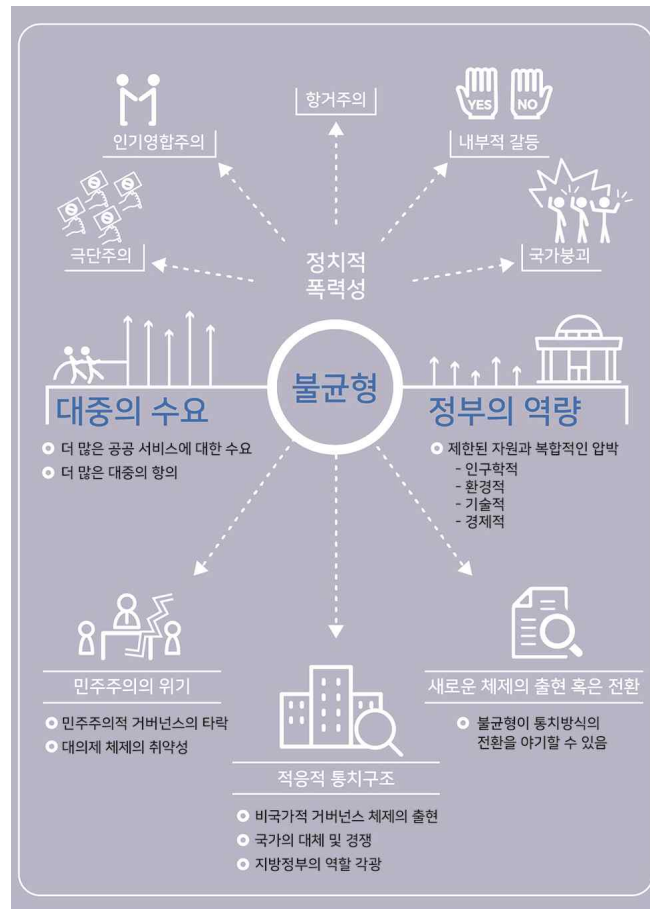 항거주의
YES
NO
인기영합주의
내부적 갈등
극단주의
국가붕괴
정치적
폭력성
불균형
대중의 수요
더 많은 공공 서비스에 대한 수요
더 많은 대중의 항의
정부의 역량
제한된 자원과 복합적인 압박
- 인구학적
- 환경적
- 기술적
- 경제적
민주주의의 위기
민주주의적 거버넌스의 타락
대의제 체제의 취약성
적응적 통치구조
비국가적 거버넌스 체제의 출현
국가의 대체 및 경쟁
지방정부의 역할 각광
새로운 체제의 출현 혹은 전환
불균형이 통치방식의
전환을 야기할 수 있음